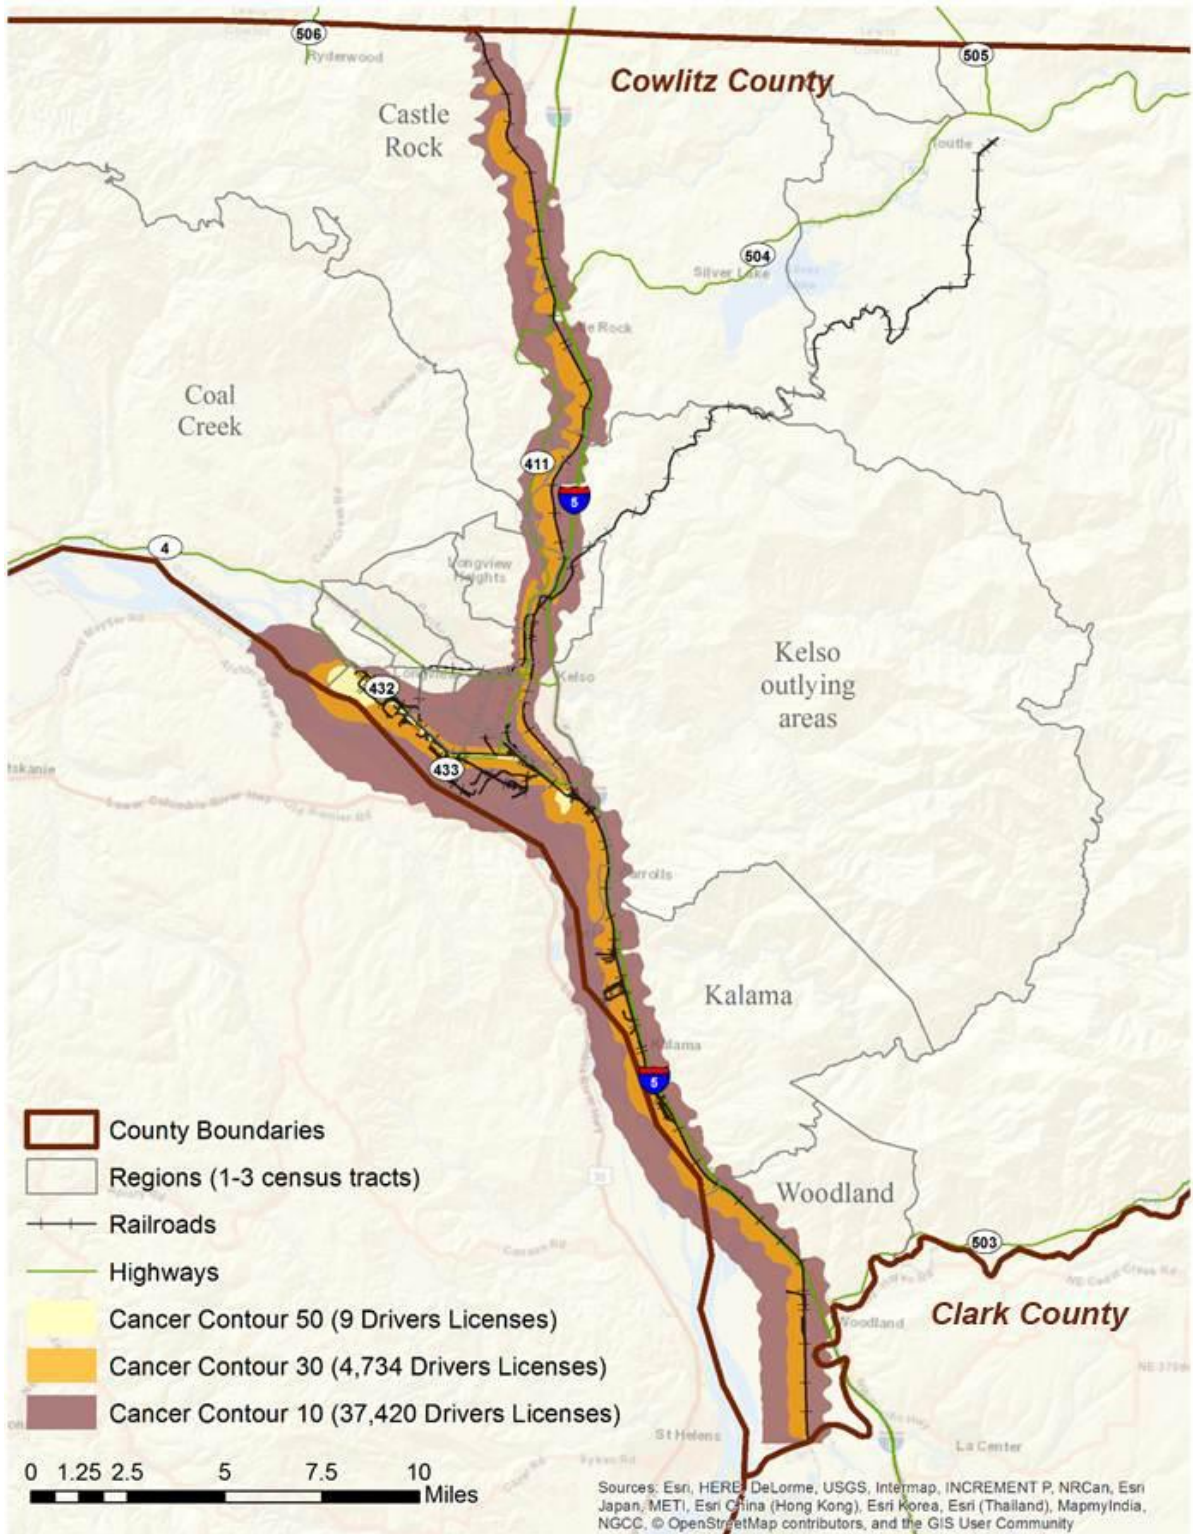 506
Ryderwood
Cowlitz County
505
Castle
Rock
504
Silver Lake
Coal
Creek
411
5
4
Longview
Heights
Kelso
outlying
areas
432
Kelso
433
Kalama
5
Woodland
503
Clark County
Woodland
St Helens
La Center
County Boundaries
Regions (1-3 census tracts)
Railroads
Highways
Cancer Contour 50 (9 Drivers Licenses)
Cancer Contour 30 (4,734 Drivers Licenses)
Cancer Contour 10 (37,420 Drivers Licenses)
0 1.25 2.5 5 7.5 10
Miles
Sources: Esri, HERE, DeLorme, USGS, Intermap, INCREMENT P, NRCan, Esri
Japan, METI, Esri China (Hong Kong), Esri Korea, Esri (Thailand), MapmyIndia,
NGCC, © OpenStreetMap contributors, and the GIS User Community